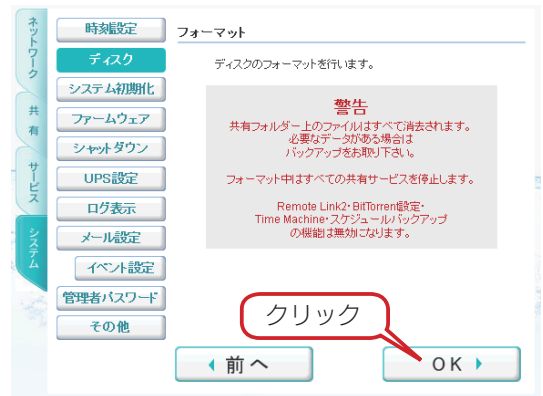 ネットワーク
共有
サービス
システム
時刻設定
ディスク
システム初期化
ファームウェア
シャットダウン
UPS設定
ログ表示
メール設定
イベント設定
管理者パスワード
その他
フォーマット
ディスクのフォーマットを行います。
警告
共有フォルダー上のファイルはすべて消去されます。
必要なデータがある場合は
バックアップをお取り下さい。
フォーマット中はすべての共有サービスを停止します。
Remote Link2・BitTorrent設定・
Time Machine・スケジュールバックアップ
の機能は無効になります。
クリック
前へ
OK